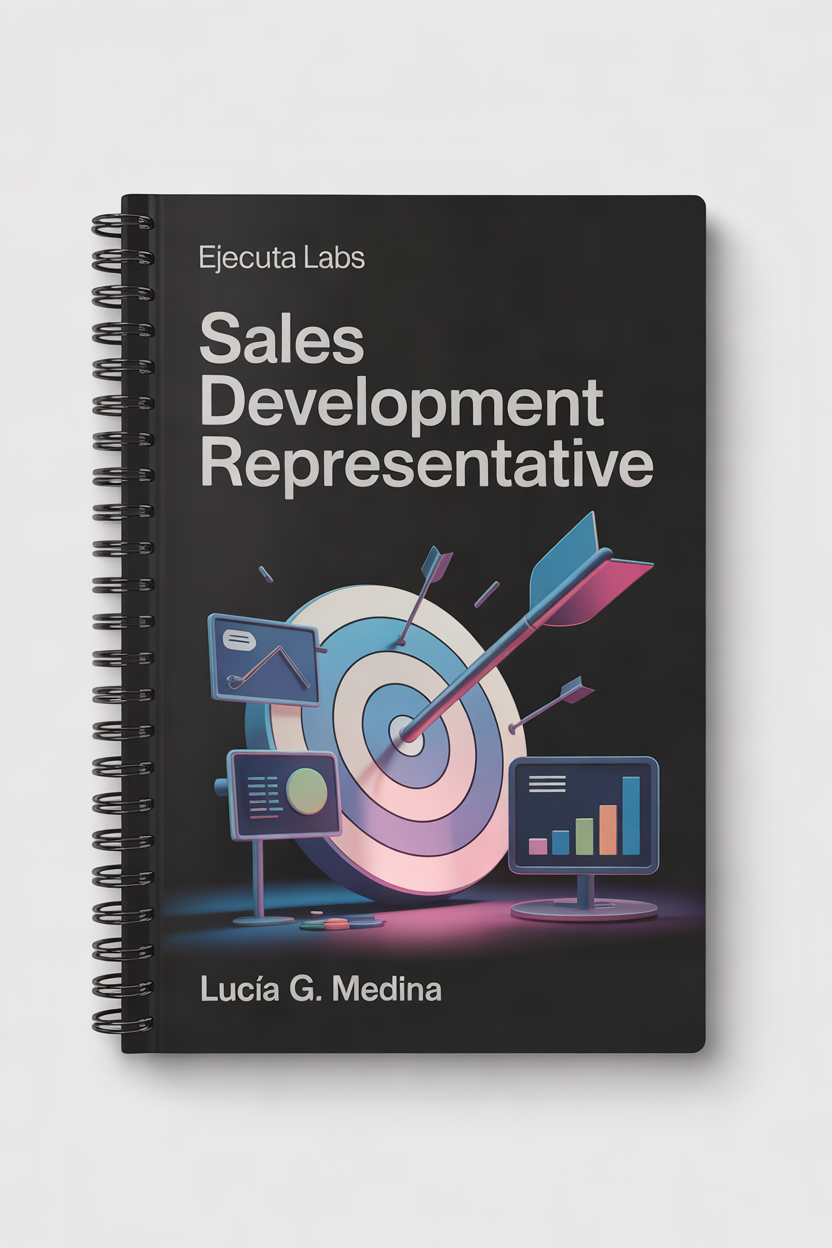 Ejecuta Labs
Sales
Development
Representative
Lucía G. Medina